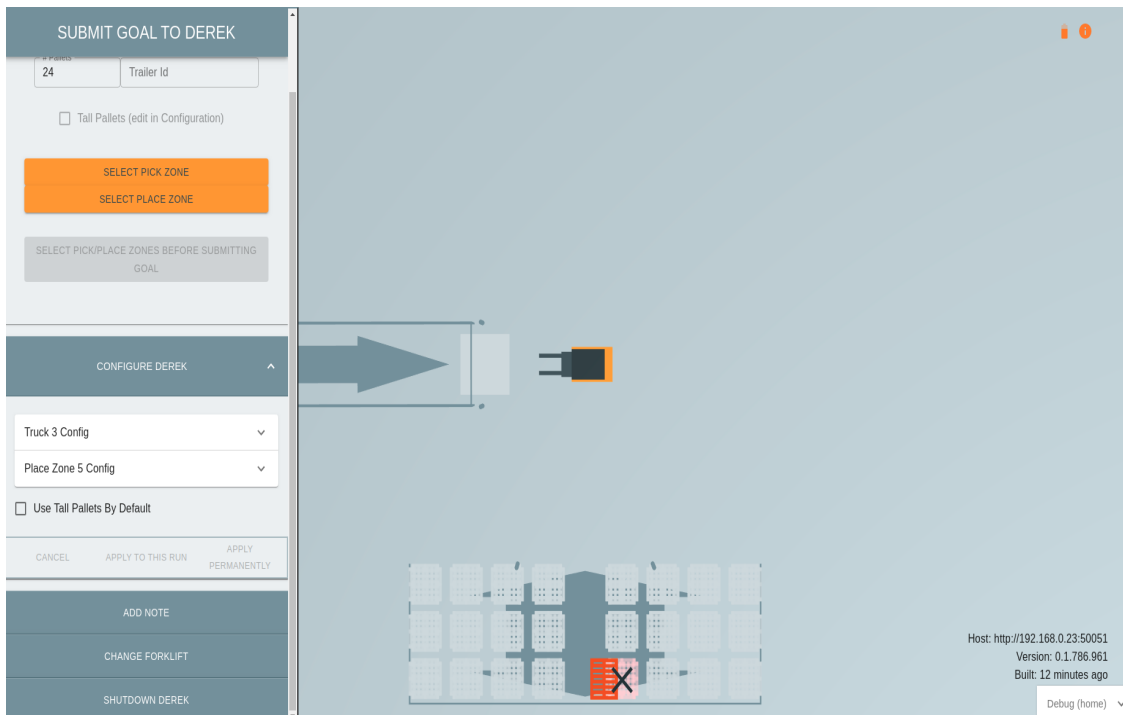 SUBMIT GOAL TO DEREK
# Pallets
24
Trailer Id
Tall Pallets (edit in Configuration)
SELECT PICK ZONE
SELECT PLACE ZONE
SELECT PICK/PLACE ZONES BEFORE SUBMITTING
GOAL
CONFIGURE DEREK
Truck 3 Config
Place Zone 5 Config
Use Tall Pallets By Default
CANCEL
APPLY TO THIS RUN
APPLY
PERMANENTLY
ADD NOTE
CHANGE FORKLIFT
SHUTDOWN DEREK
Host: http://192.168.0.23:50051
Version: 0.1.786.961
Built: 12 minutes ago
Debug (home)